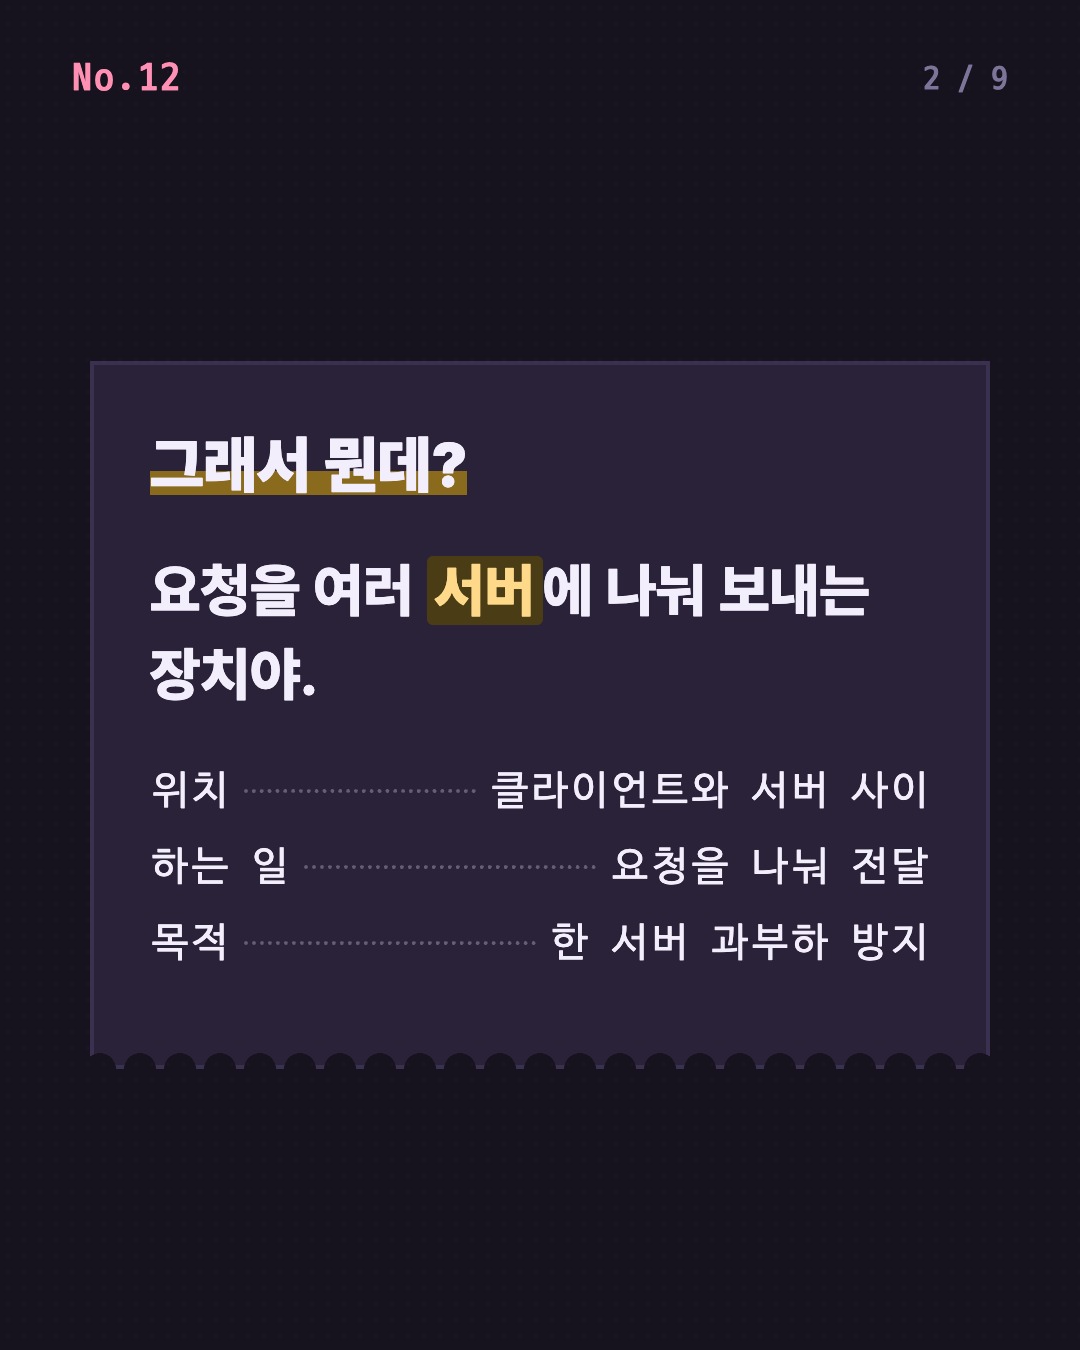 No.12
2 / 9
그래서 뭔데?
요청을 여러 서버에 나눠 보내는
장치야.
위치 클라이언트와 서버 사이
하는 일 요청을 나눠 전달
목적 한 서버 과부하 방지